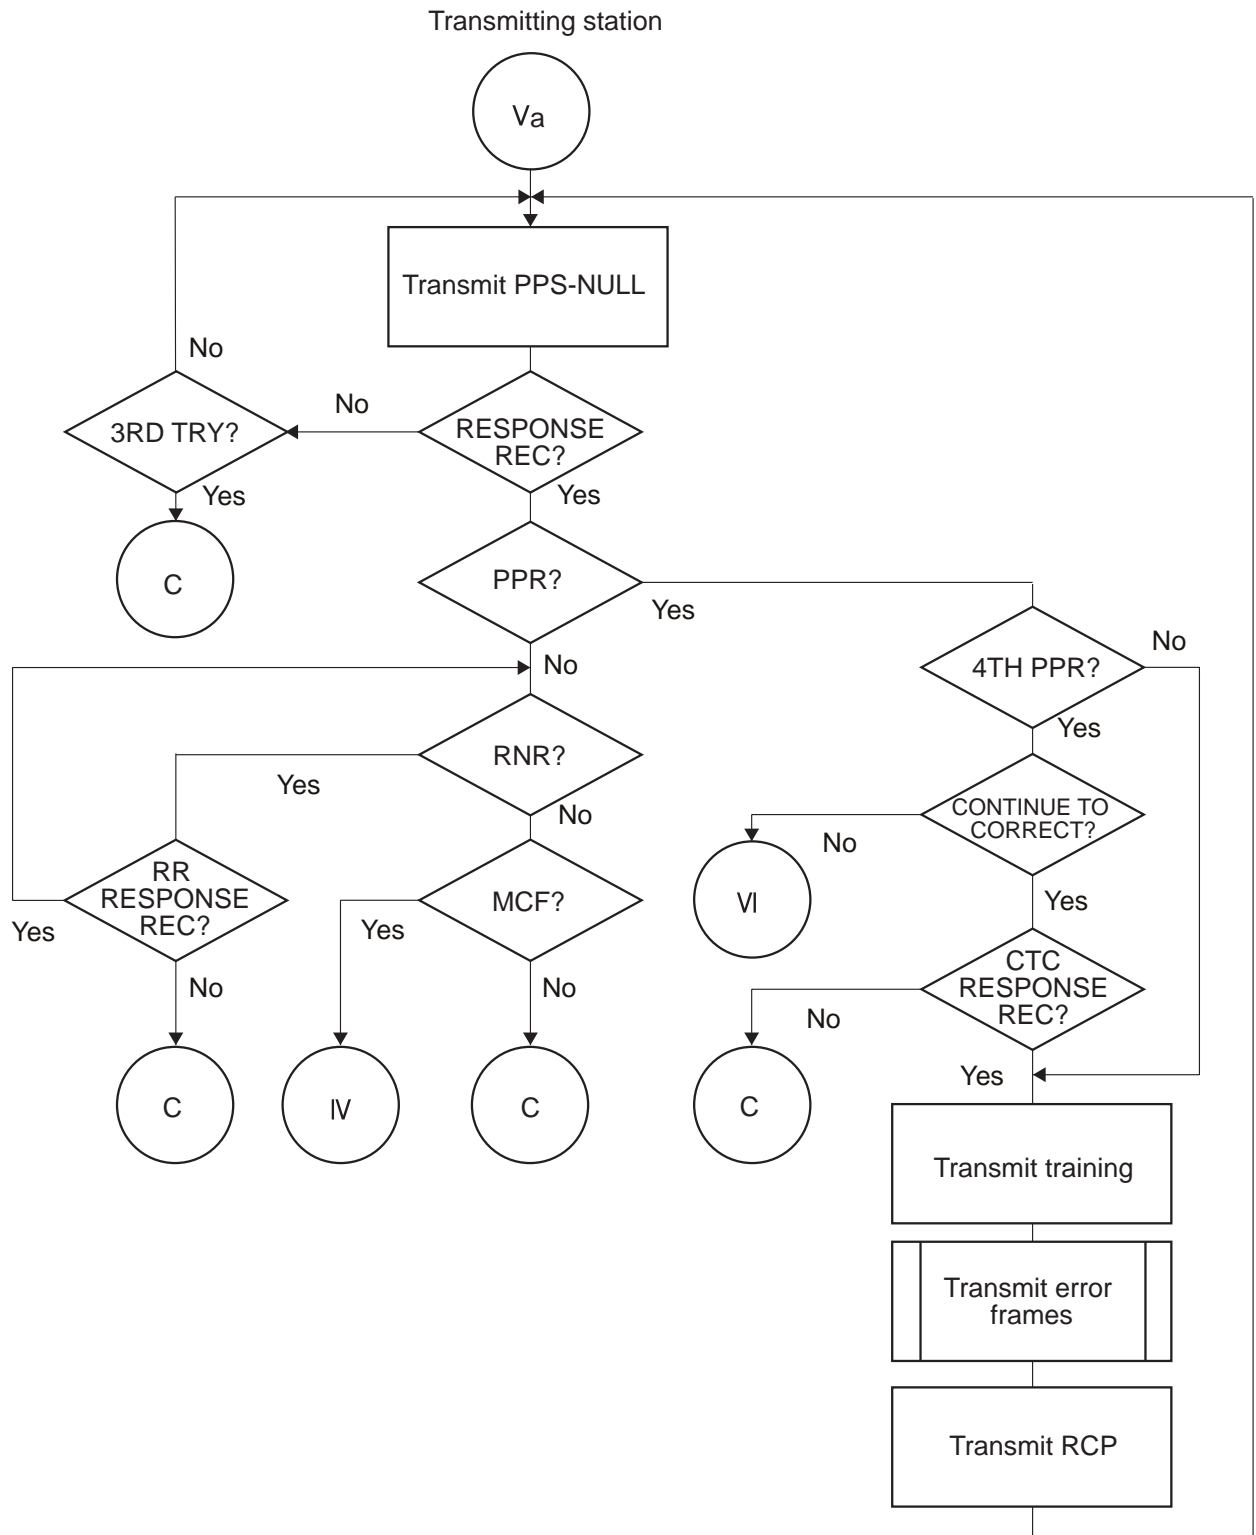 Transmitting station
Va
Transmit PPS-NULL
No
3RD TRY?
No
RESPONSE
REC?
Yes
Yes
C
PPR?
Yes
No
4TH PPR?
No
Yes
RNR?
Yes
No
CONTINUE TO
CORRECT?
No
Yes
VI
RR
RESPONSE
REC?
Yes
No
MCF?
Yes
No
CTC
RESPONSE
REC?
No
Yes
C
IV
C
C
Transmit training
Transmit error
frames
Transmit RCP